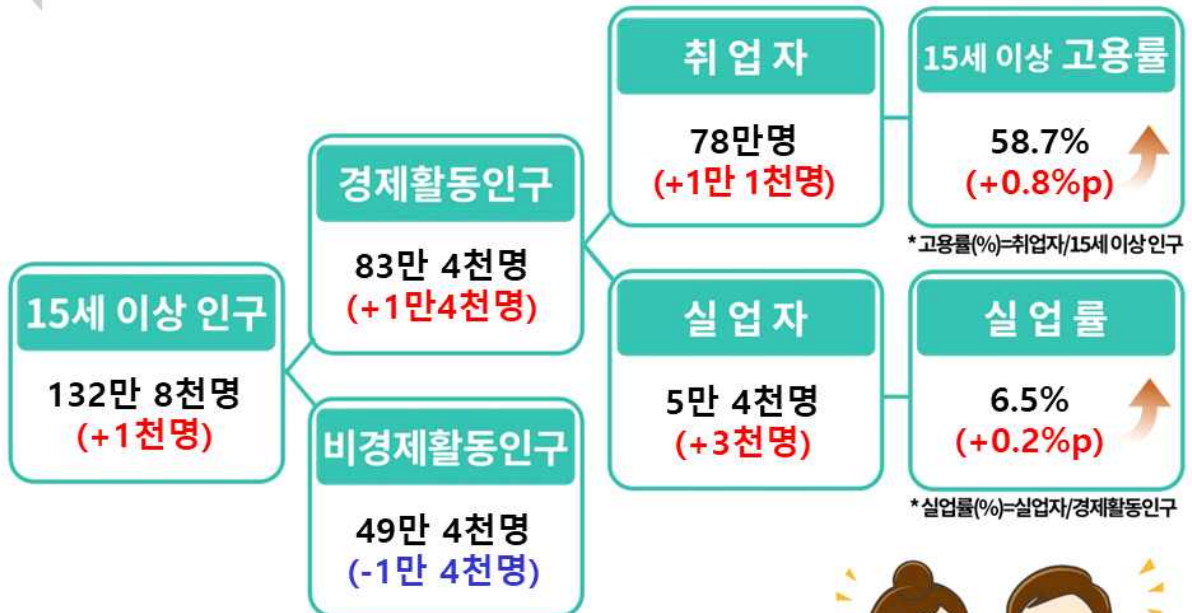 15세 이상 인구
132만 8천명
(+1천명)
경제활동인구
83만 4천명
(+1만4천명)
비경제활동인구
49만 4천명
(-1만 4천명)
취 업 자
78만명
(+1만 1천명)
15세 이상 고용률
58.7%
(+0.8%p)
* 고용률(%)=취업자/15세 이상 인구
실 업 자
5만 4천명
(+3천명)
실 업 률
6.5%
(+0.2%p)
* 실업률(%)=실업자/경제활동인구